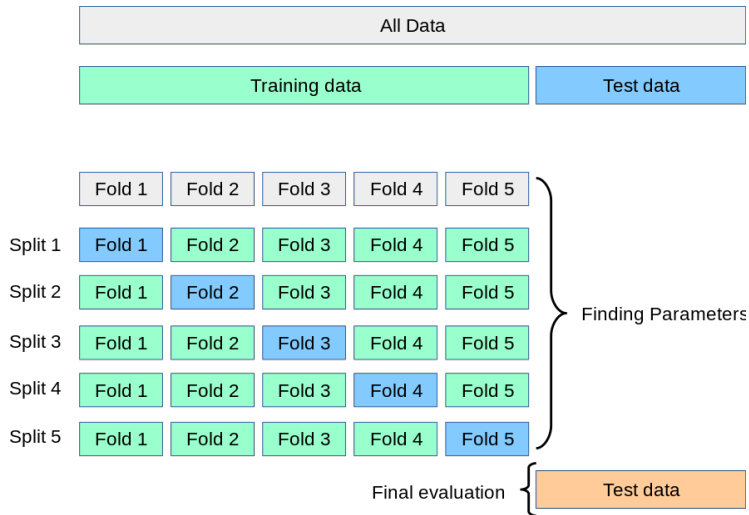 All Data
Training data Test data
Fold 1 Fold 2 Fold 3 Fold 4 Fold 5
Split 1 Fold 1 Fold 2 Fold 3 Fold 4 Fold 5
Split 2 Fold 1 Fold 2 Fold 3 Fold 4 Fold 5
Finding Parameters
Split 3 Fold 1 Fold 2 Fold 3 Fold 4 Fold 5
Split 4 Fold 1 Fold 2 Fold 3 Fold 4 Fold 5
Split 5 Fold 1 Fold 2 Fold 3 Fold 4 Fold 5
Final evaluation Test data